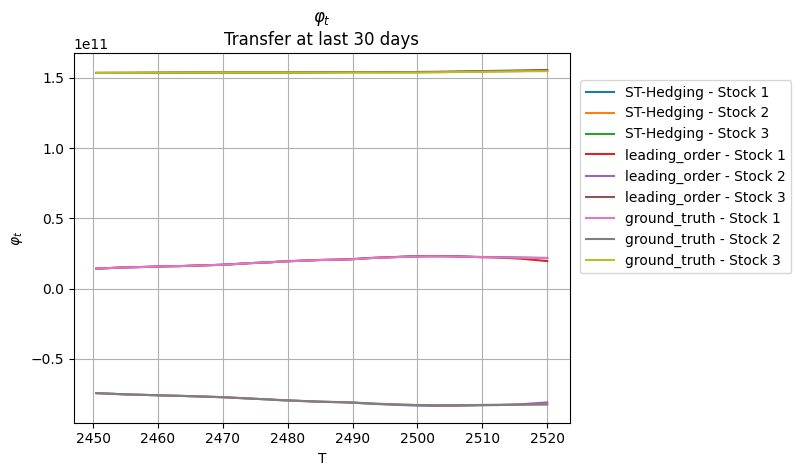 φₜ
Transfer at last 30 days
1e11
1.5
1.0
0.5
0.0
−0.5
φₜ
2450 2460 2470 2480 2490 2500 2510 2520
T
ST-Hedging - Stock 1
ST-Hedging - Stock 2
ST-Hedging - Stock 3
leading_order - Stock 1
leading_order - Stock 2
leading_order - Stock 3
ground_truth - Stock 1
ground_truth - Stock 2
ground_truth - Stock 3